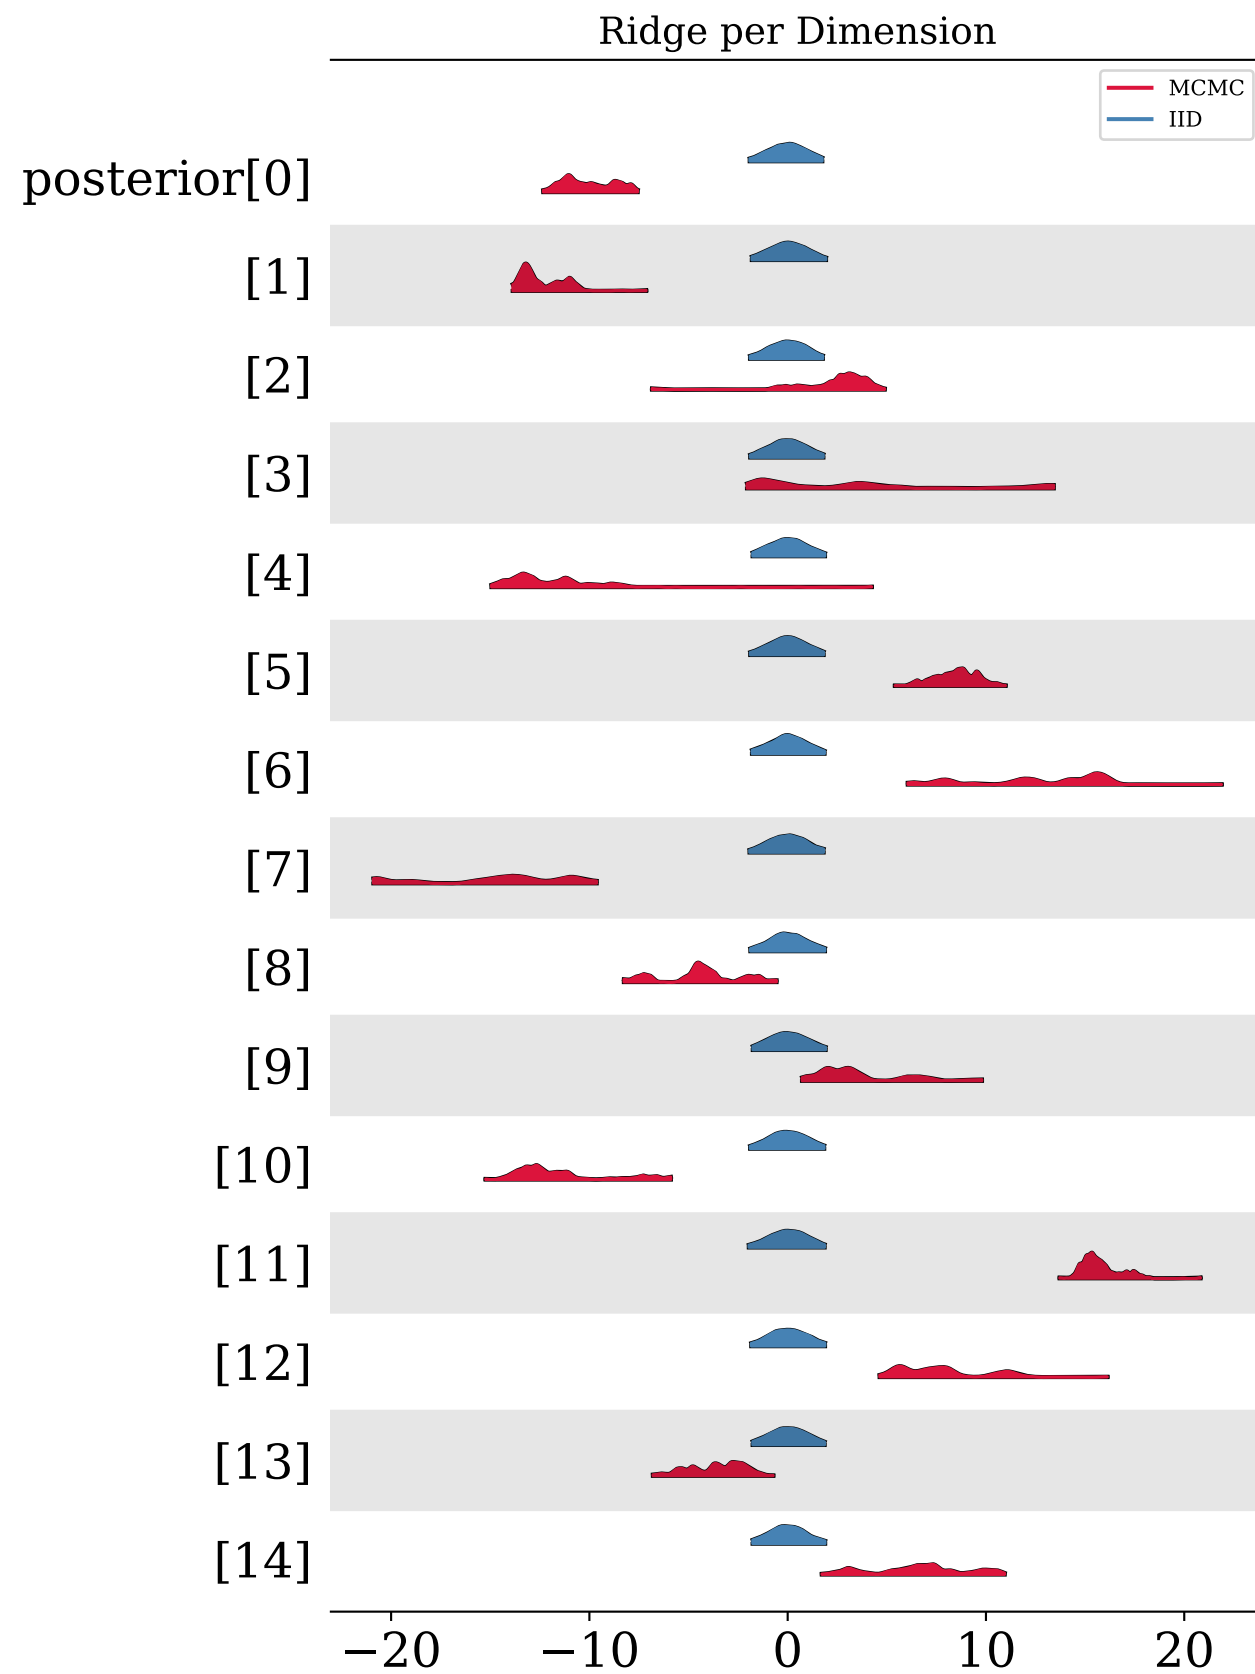 Ridge per Dimension
MCMC
IID
posterior[0]
[1]
[2]
[3]
[4]
[5]
[6]
[7]
[8]
[9]
[10]
[11]
[12]
[13]
[14]
−20 −10 0 10 20